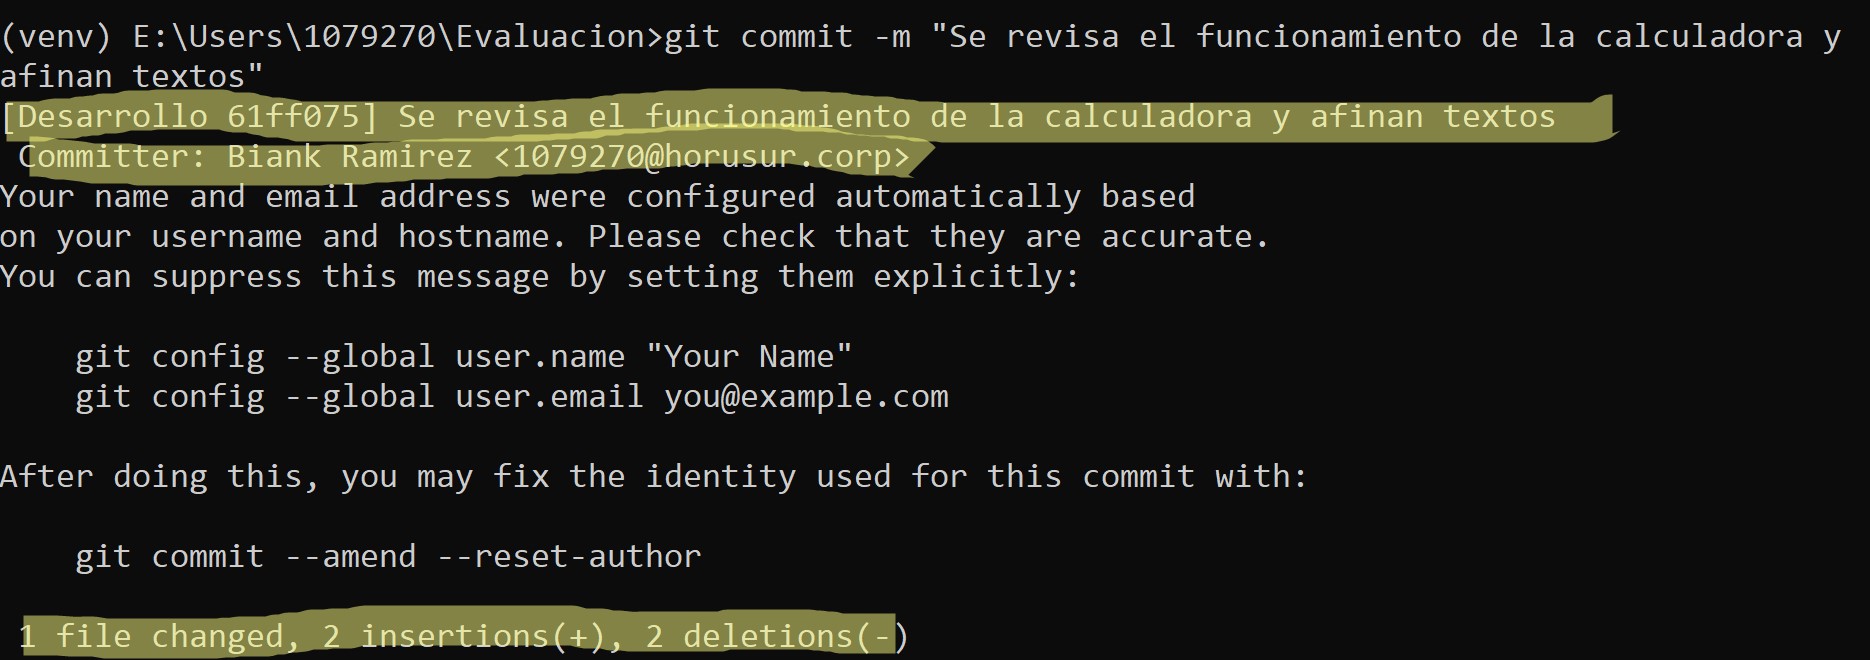 (venv) E:\Users\1079270\Evaluacion>git commit -m "Se revisa el funcionamiento de la calculadora y
afinan textos"
[Desarrollo 61ff075] Se revisa el funcionamiento de la calculadora y afinan textos
 Committer: Biank Ramirez <1079270@horusur.corp>
Your name and email address were configured automatically based
on your username and hostname. Please check that they are accurate.
You can suppress this message by setting them explicitly:
    git config --global user.name "Your Name"
    git config --global user.email you@example.com
After doing this, you may fix the identity used for this commit with:
    git commit --amend --reset-author
 1 file changed, 2 insertions(+), 2 deletions(-)